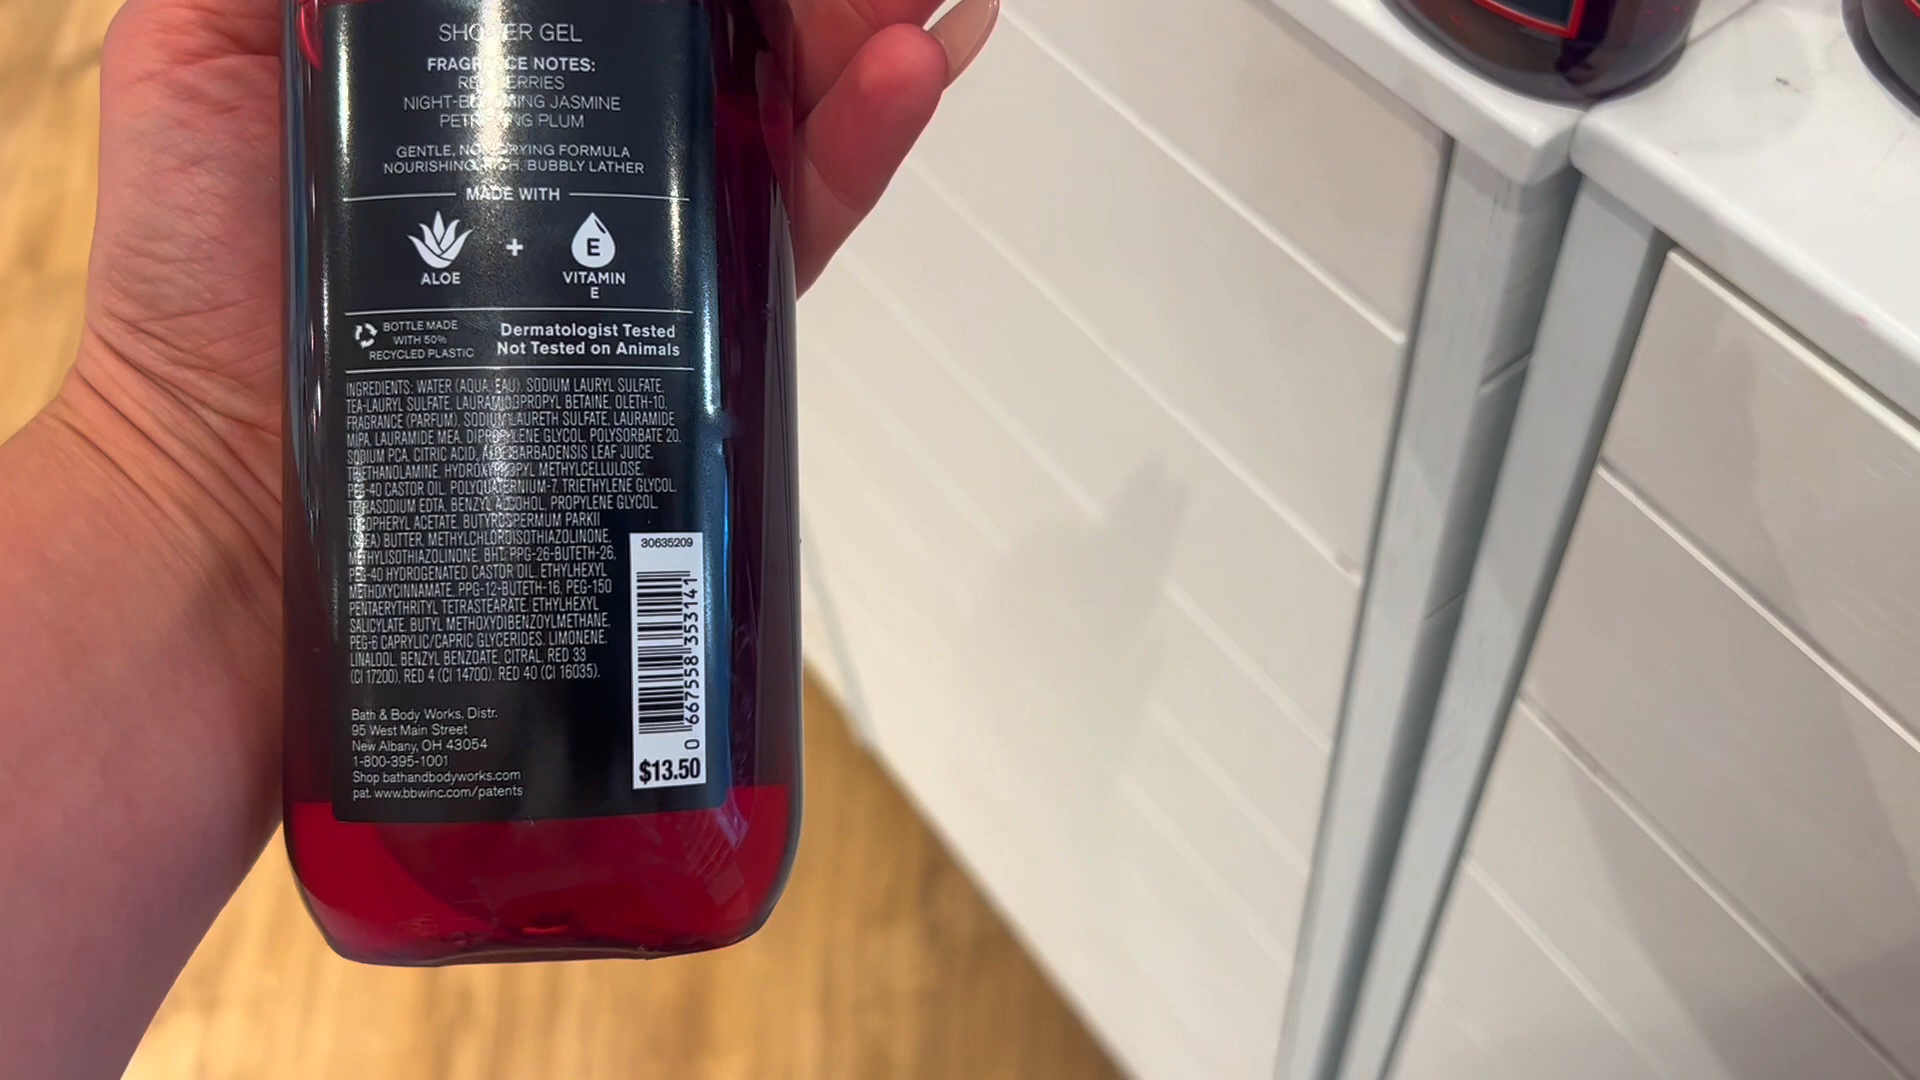 SHOWER GEL
FRAGRANCE NOTES:
RED BERRIES
NIGHT-BLOOMING JASMINE
PETRIFYING PLUM
GENTLE, NON-DRYING FORMULA
NOURISHING, RICH, BUBBLY LATHER
MADE WITH
ALOE
+
E
VITAMIN
E
BOTTLE MADE
WITH 50%
RECYCLED PLASTIC
Dermatologist Tested
Not Tested on Animals
INGREDIENTS: WATER (AQUA, EAU), SODIUM LAURYL SULFATE,
TEA-LAURYL SULFATE, LAURAMIDOPROPYL BETAINE, OLETH-10,
FRAGRANCE (PARFUM), SODIUM LAURETH SULFATE, LAURAMIDE
MIPA, LAURAMIDE MEA, DIPROPYLENE GLYCOL, POLYSORBATE 20,
SODIUM PCA, CITRIC ACID, ALOE BARBADENSIS LEAF JUICE,
TRIETHANOLAMINE, HYDROXYPROPYL METHYLCELLULOSE,
PEG-40 CASTOR OIL, POLYQUATERNIUM-7, TRIETHYLENE GLYCOL,
TETRASODIUM EDTA, BENZYL ALCOHOL, PROPYLENE GLYCOL,
TOCOPHERYL ACETATE, BUTYROSPERMUM PARKII
(SHEA) BUTTER, METHYLCHLOROISOTHIAZOLINONE,
METHYLISOTHIAZOLINONE, BHT, PPG-26-BUTETH-26,
PEG-40 HYDROGENATED CASTOR OIL, ETHYLHEXYL
METHOXYCINNAMATE, PPG-12-BUTETH-16, PEG-150
PENTAERYTHRITYL TETRASTEARATE, ETHYLHEXYL
SALICYLATE, BUTYL METHOXYDIBENZOYLMETHANE,
PEG-6 CAPRYLIC/CAPRIC GLYCERIDES, LIMONENE,
LINALOOL, BENZYL BENZOATE, CITRAL, RED 33
(CI 17200), RED 4 (CI 14700), RED 40 (CI 16035).
Bath & Body Works, Distr.
95 West Main Street
New Albany, OH 43054
1-800-395-1001
Shop bathandbodyworks.com
pat. www.bbwinc.com/patents
30635209
0 667558 353141
$13.50